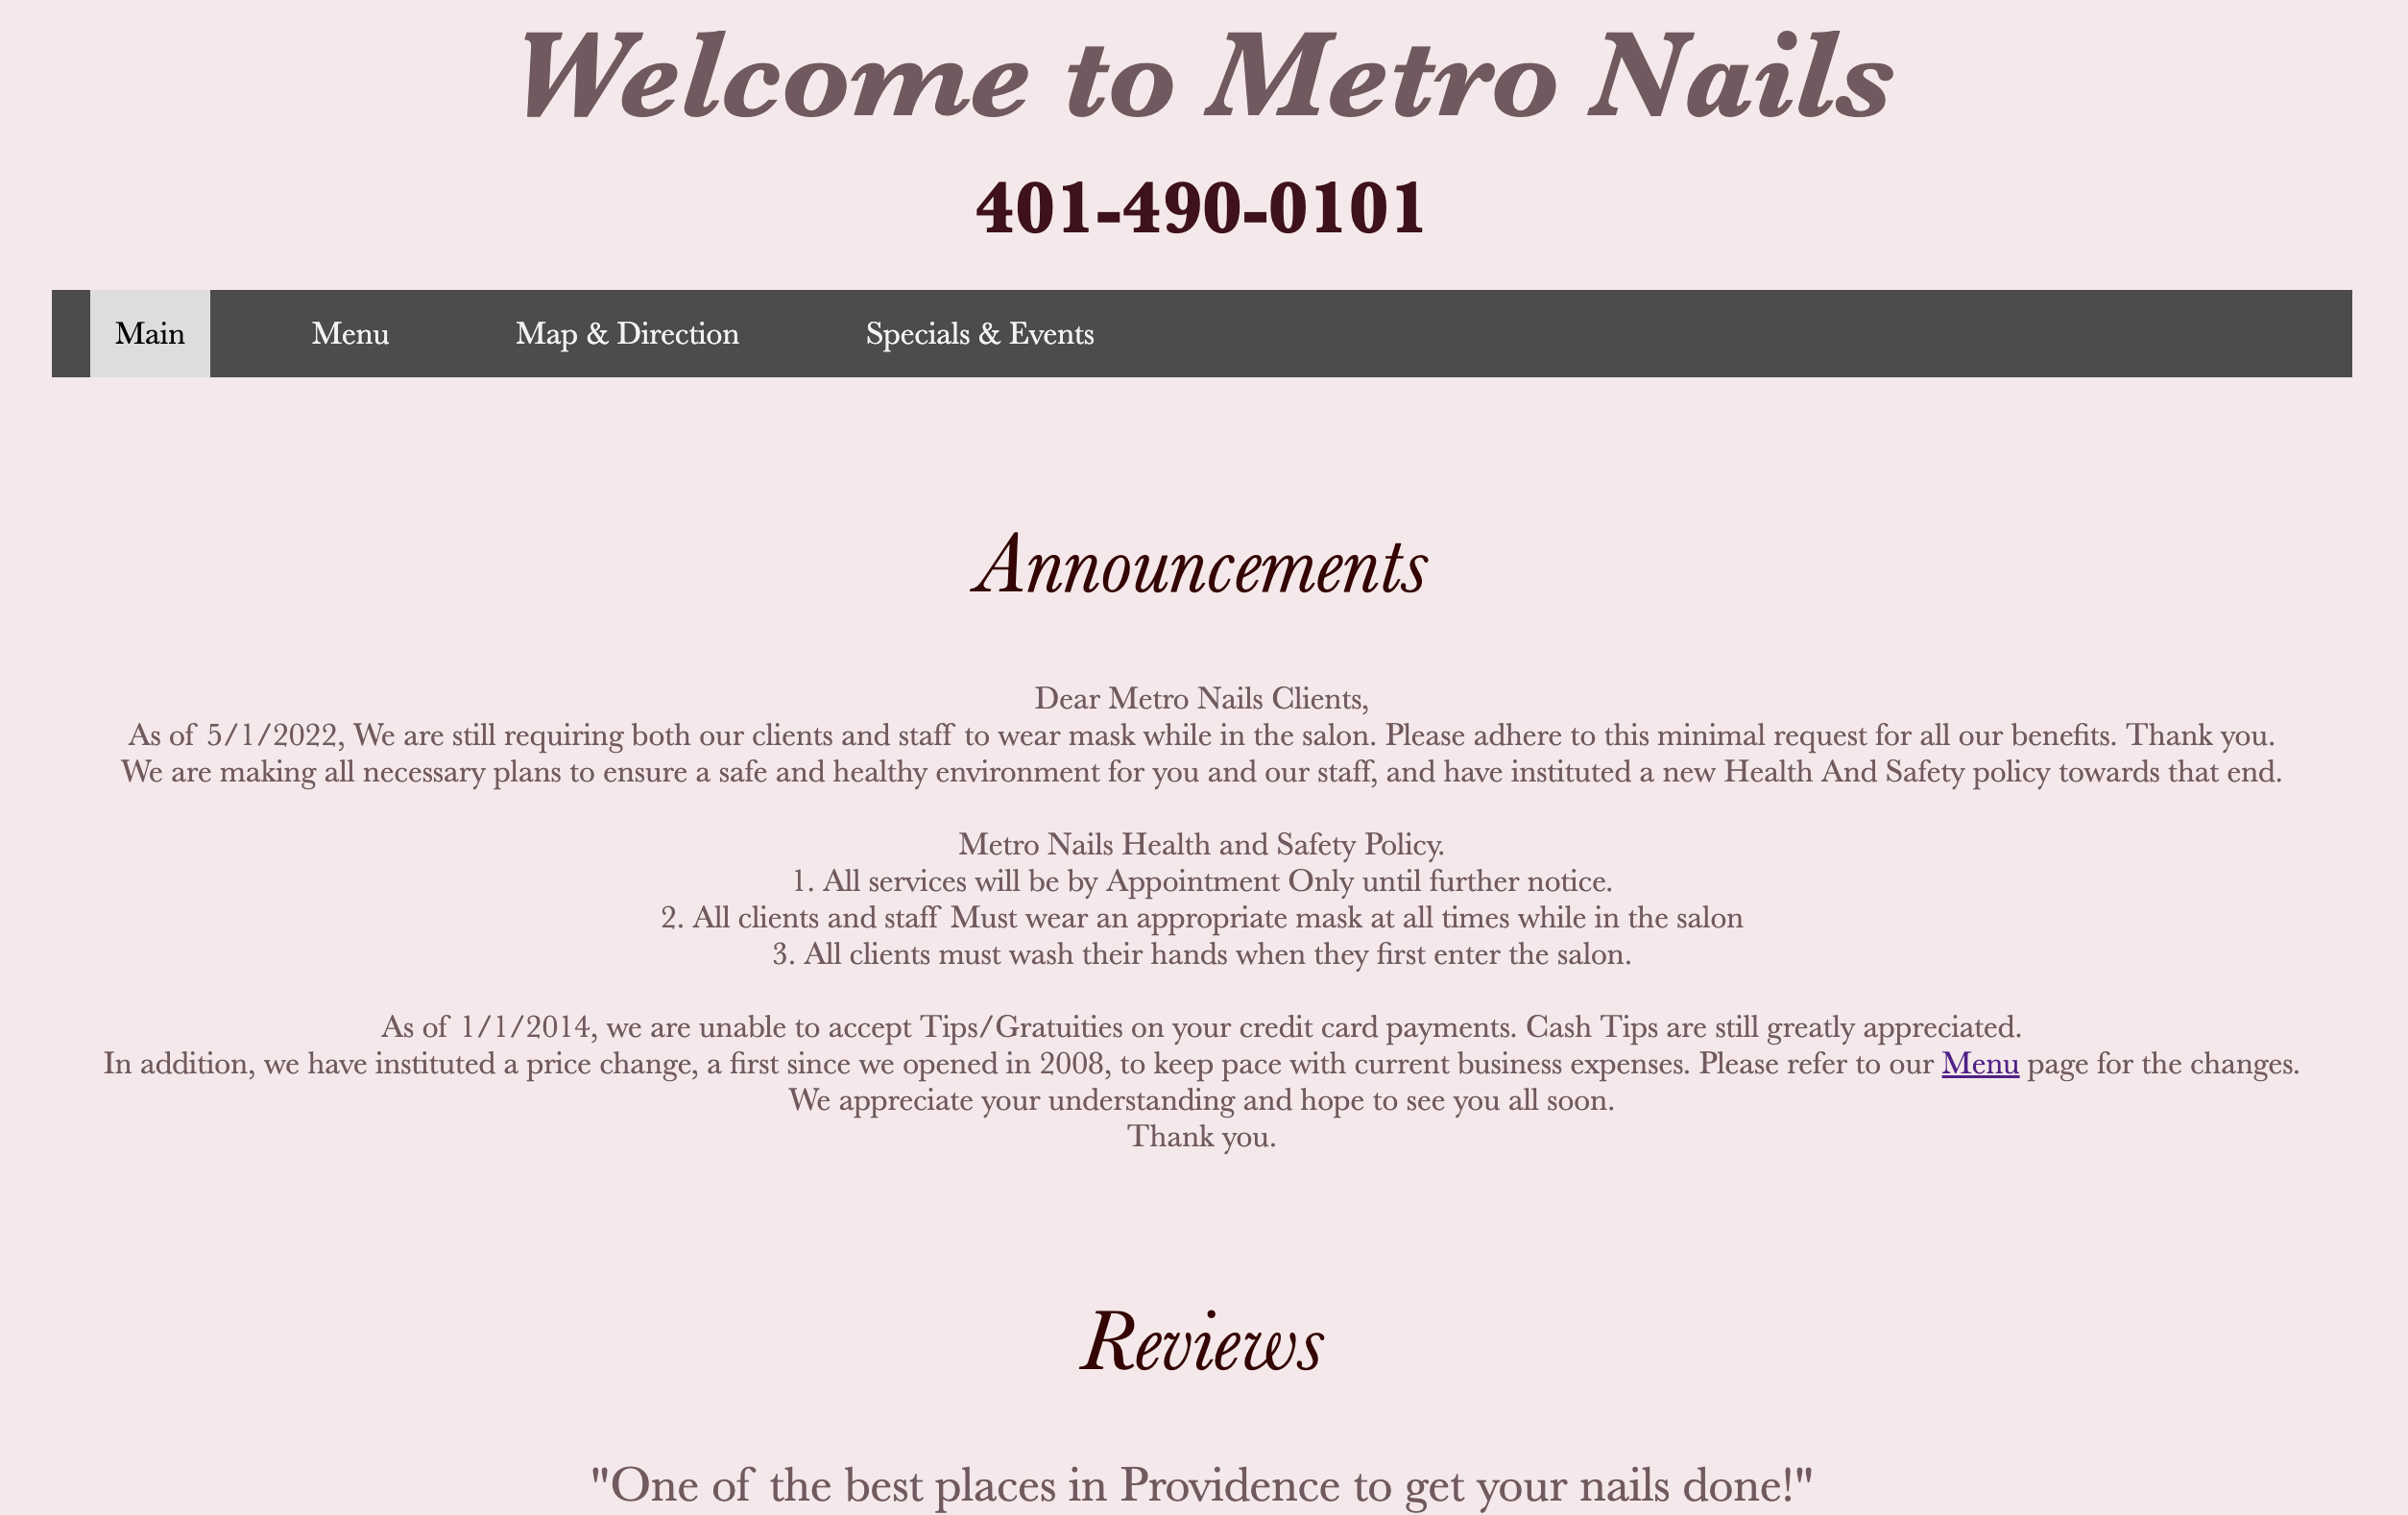 Welcome to Metro Nails
401-490-0101
Main Menu Map & Direction Specials & Events
Announcements
Dear Metro Nails Clients,
As of 5/1/2022, We are still requiring both our clients and staff to wear mask while in the salon. Please adhere to this minimal request for all our benefits. Thank you.
We are making all necessary plans to ensure a safe and healthy environment for you and our staff, and have instituted a new Health And Safety policy towards that end.
Metro Nails Health and Safety Policy.
1. All services will be by Appointment Only until further notice.
2. All clients and staff Must wear an appropriate mask at all times while in the salon
3. All clients must wash their hands when they first enter the salon.
As of 1/1/2014, we are unable to accept Tips/Gratuities on your credit card payments. Cash Tips are still greatly appreciated.
In addition, we have instituted a price change, a first since we opened in 2008, to keep pace with current business expenses. Please refer to our Menu page for the changes.
We appreciate your understanding and hope to see you all soon.
Thank you.
Reviews
"One of the best places in Providence to get your nails done!"